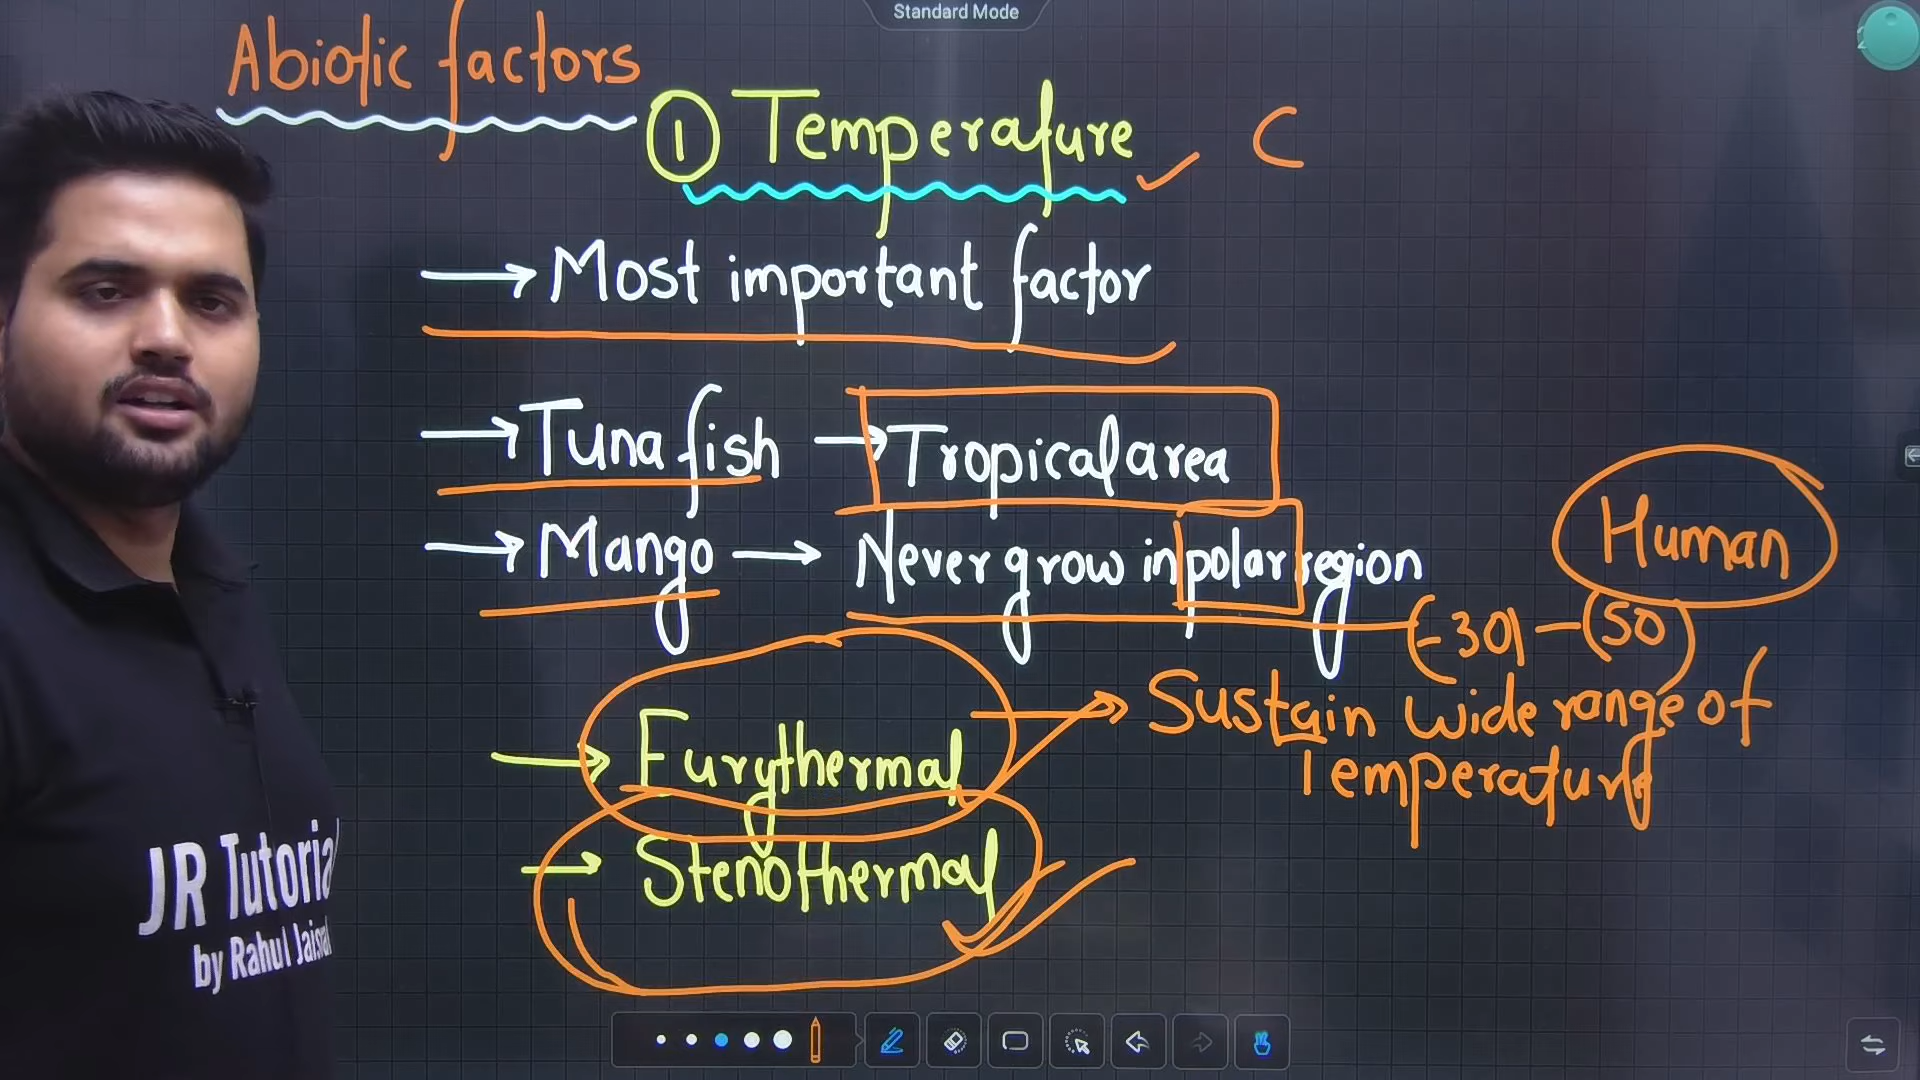 Standard Mode
Abiotic factors
① Temperature C
→ Most important factor
→ Tuna fish → Tropical area
→ Mango → Never grow in polar region
Human
(-30) - (50)
→ Eurythermal → Sustain wide range of
Temperature
→ Stenothermal
JR Tutorial
by Rahul Jaiswal